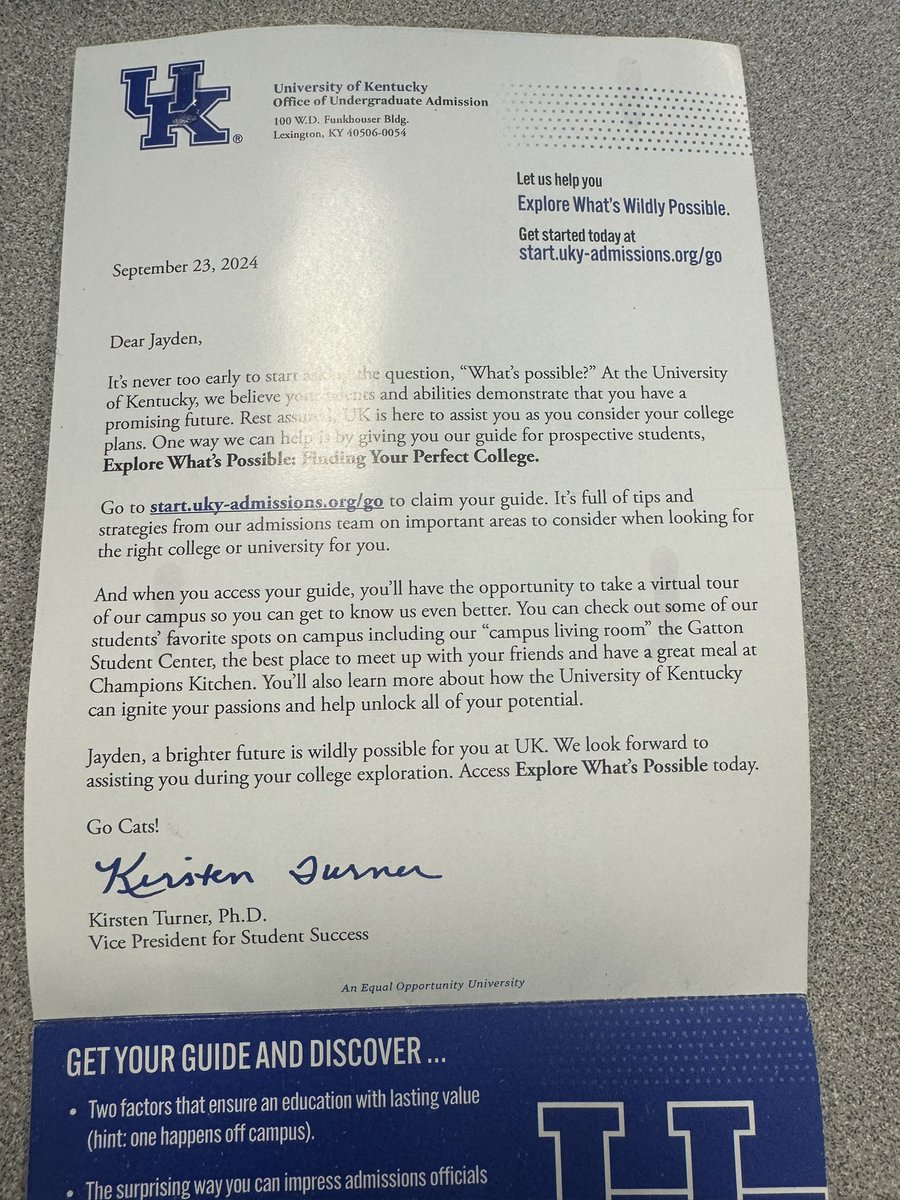 UK®
University of Kentucky
Office of Undergraduate Admission
100 W.D. Funkhouser Bldg.
Lexington, KY 40506-0054
Let us help you
Explore What's Wildly Possible.
Get started today at
start.uky-admissions.org/go
September 23, 2024
Dear Jayden,
It's never too early to start asking the question, "What's possible?" At the University
of Kentucky, we believe your talents and abilities demonstrate that you have a
promising future. Rest assured, UK is here to assist you as you consider your college
plans. One way we can help is by giving you our guide for prospective students,
Explore What's Possible: Finding Your Perfect College.
Go to start.uky-admissions.org/go to claim your guide. It's full of tips and
strategies from our admissions team on important areas to consider when looking for
the right college or university for you.
And when you access your guide, you'll have the opportunity to take a virtual tour
of our campus so you can get to know us even better. You can check out some of our
students' favorite spots on campus including our "campus living room" the Gatton
Student Center, the best place to meet up with your friends and have a great meal at
Champions Kitchen. You'll also learn more about how the University of Kentucky
can ignite your passions and help unlock all of your potential.
Jayden, a brighter future is wildly possible for you at UK. We look forward to
assisting you during your college exploration. Access Explore What's Possible today.
Go Cats!
Kirsten Turner
Kirsten Turner, Ph.D.
Vice President for Student Success
An Equal Opportunity University
GET YOUR GUIDE AND DISCOVER ...
• Two factors that ensure an education with lasting value
(hint: one happens off campus).
• The surprising way you can impress admissions officials